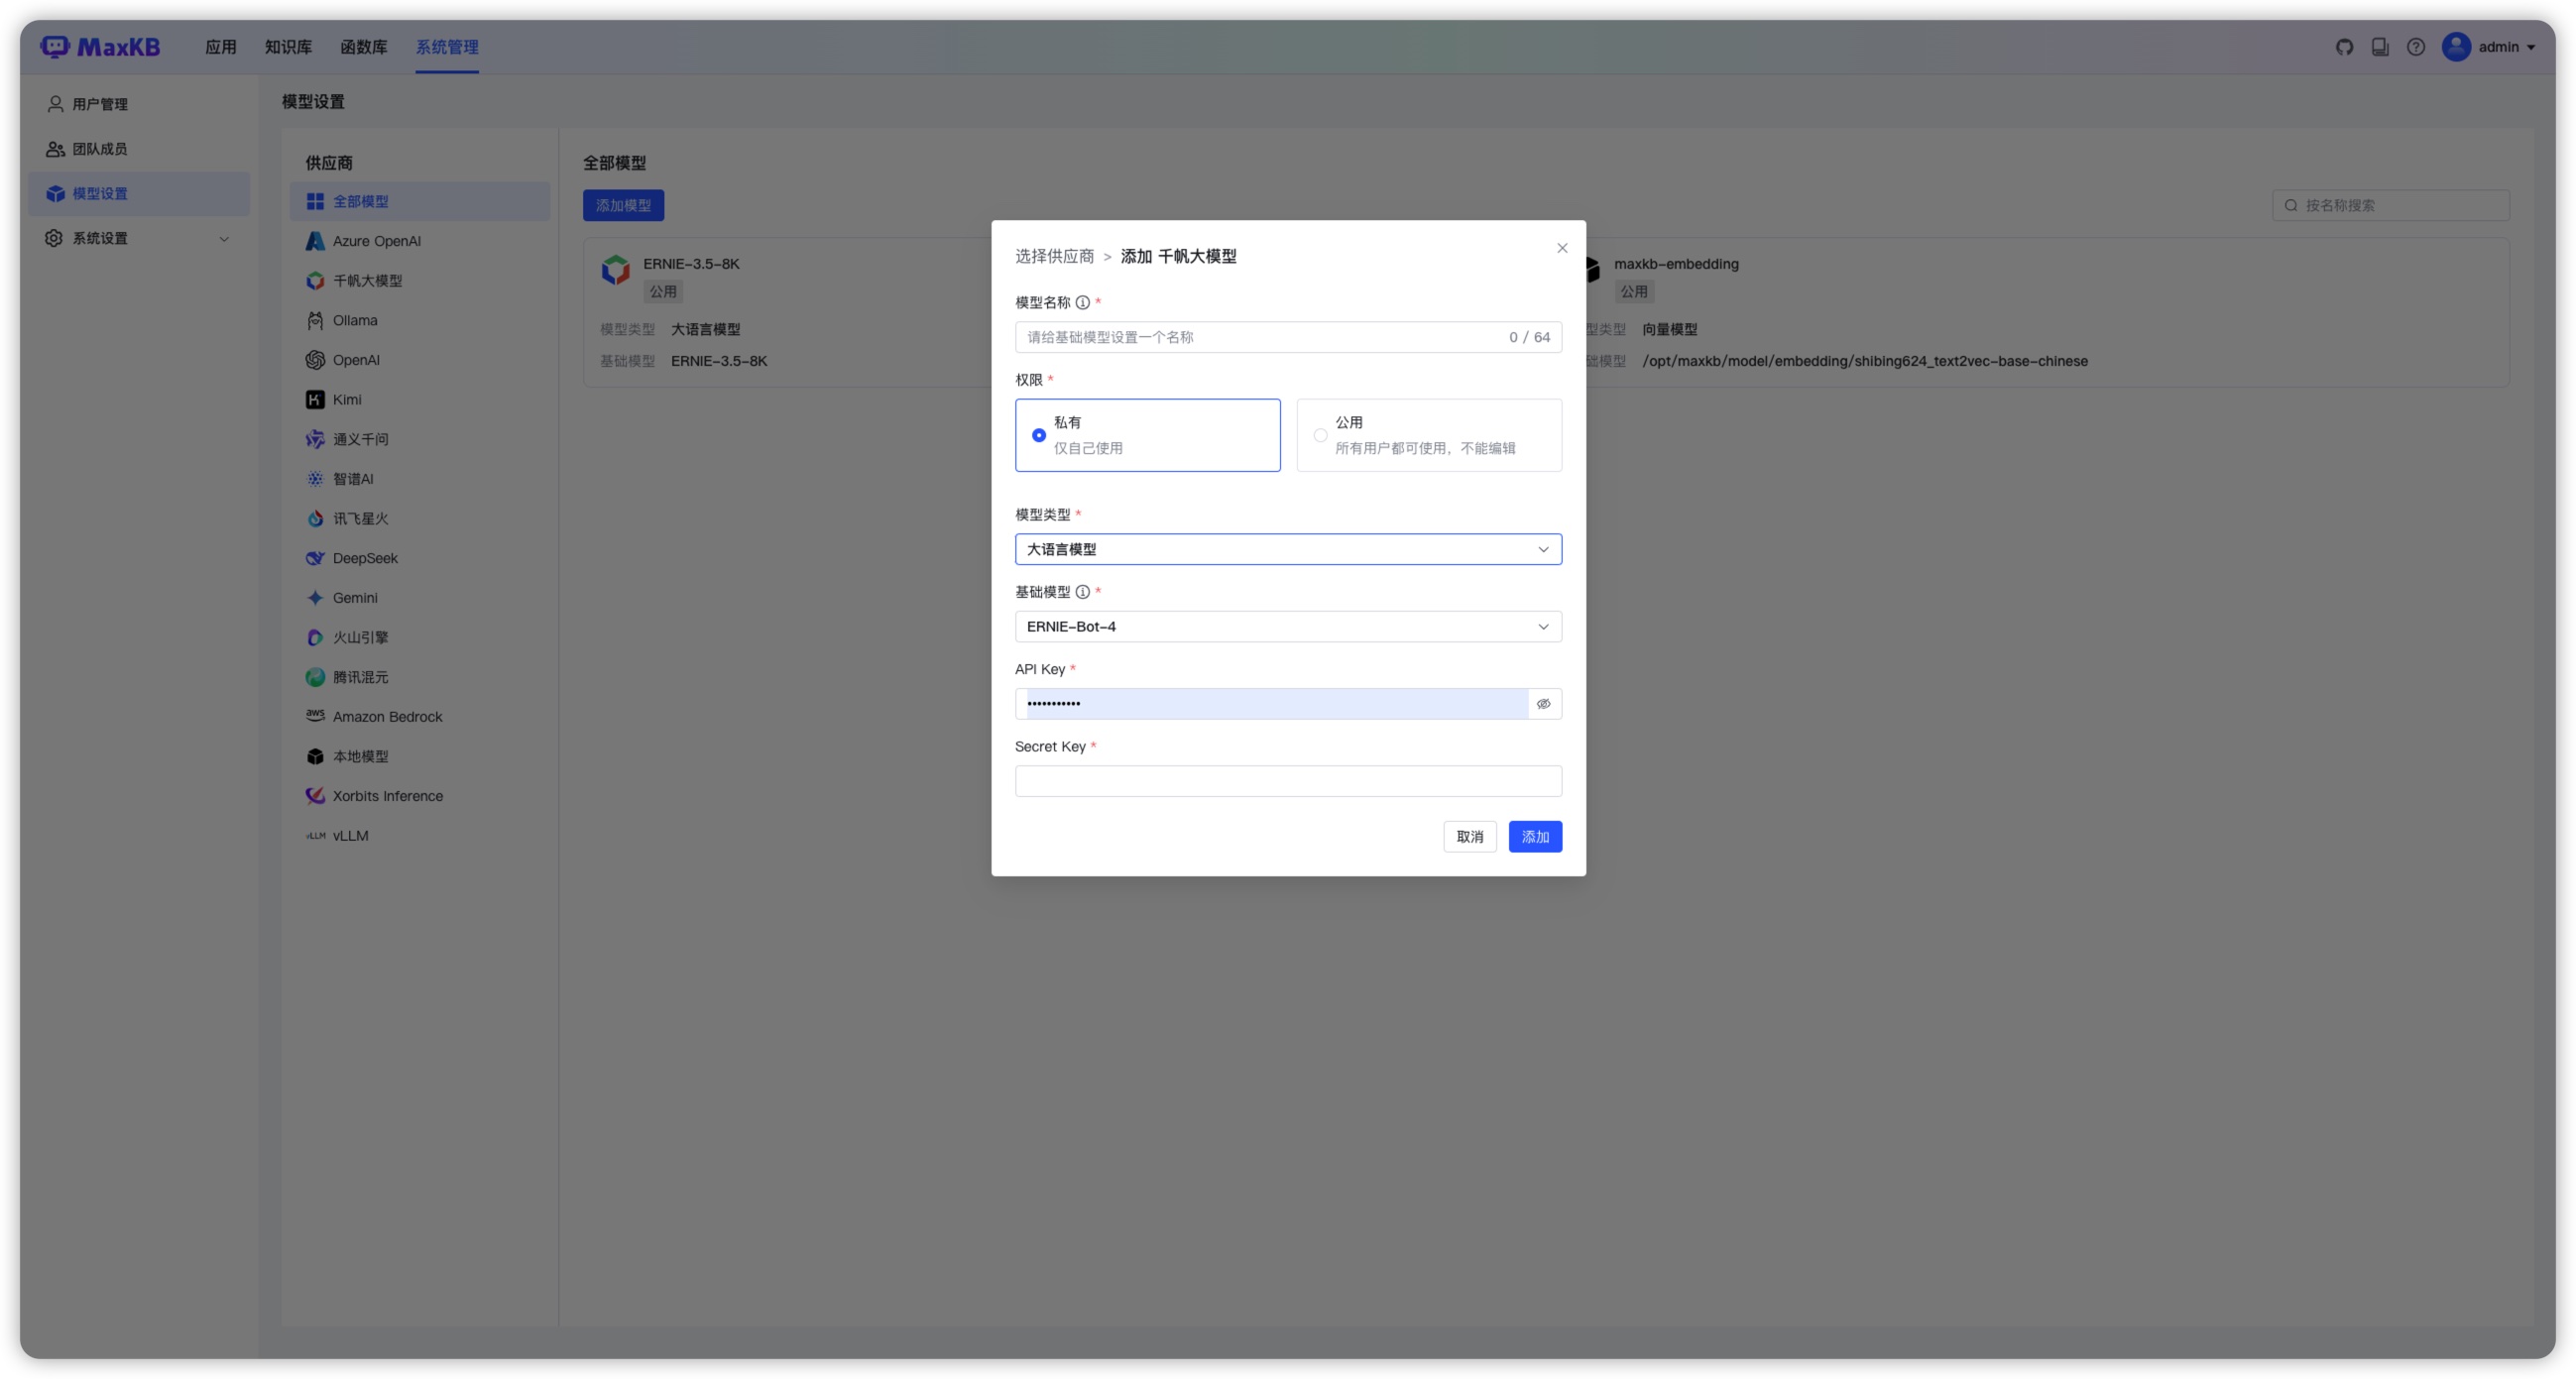 MaxKB 应用 知识库 函数库 系统管理 admin
用户管理
团队成员
模型设置
系统设置
模型设置
供应商
全部模型
Azure OpenAI
千帆大模型
Ollama
OpenAI
Kimi
通义千问
智谱AI
讯飞星火
DeepSeek
Gemini
火山引擎
腾讯混元
aws Amazon Bedrock
本地模型
Xorbits Inference
vLLM vLLM
全部模型
添加模型
按名称搜索
ERNIE-3.5-8K
公用
模型类型 大语言模型
基础模型 ERNIE-3.5-8K
maxkb-embedding
公用
型类型 向量模型
础模型 /opt/maxkb/model/embedding/shibing624_text2vec-base-chinese
选择供应商 > 添加 千帆大模型
模型名称 *
请给基础模型设置一个名称 0 / 64
权限 *
私有
仅自己使用
公用
所有用户都可使用，不能编辑
模型类型 *
大语言模型
基础模型 *
ERNIE-Bot-4
API Key *
•••••••••••
Secret Key *
取消 添加